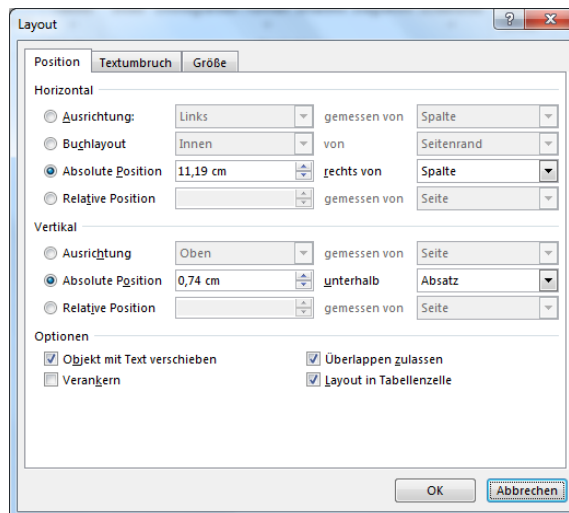 Layout
Position Textumbruch Größe
Horizontal
Ausrichtung: Links gemessen von Spalte
Buchlayout Innen von Seitenrand
Absolute Position 11,19 cm rechts von Spalte
Relative Position gemessen von Seite
Vertikal
Ausrichtung Oben gemessen von Seite
Absolute Position 0,74 cm unterhalb Absatz
Relative Position gemessen von Seite
Optionen
Objekt mit Text verschieben Überlappen zulassen
Verankern Layout in Tabellenzelle
OK Abbrechen